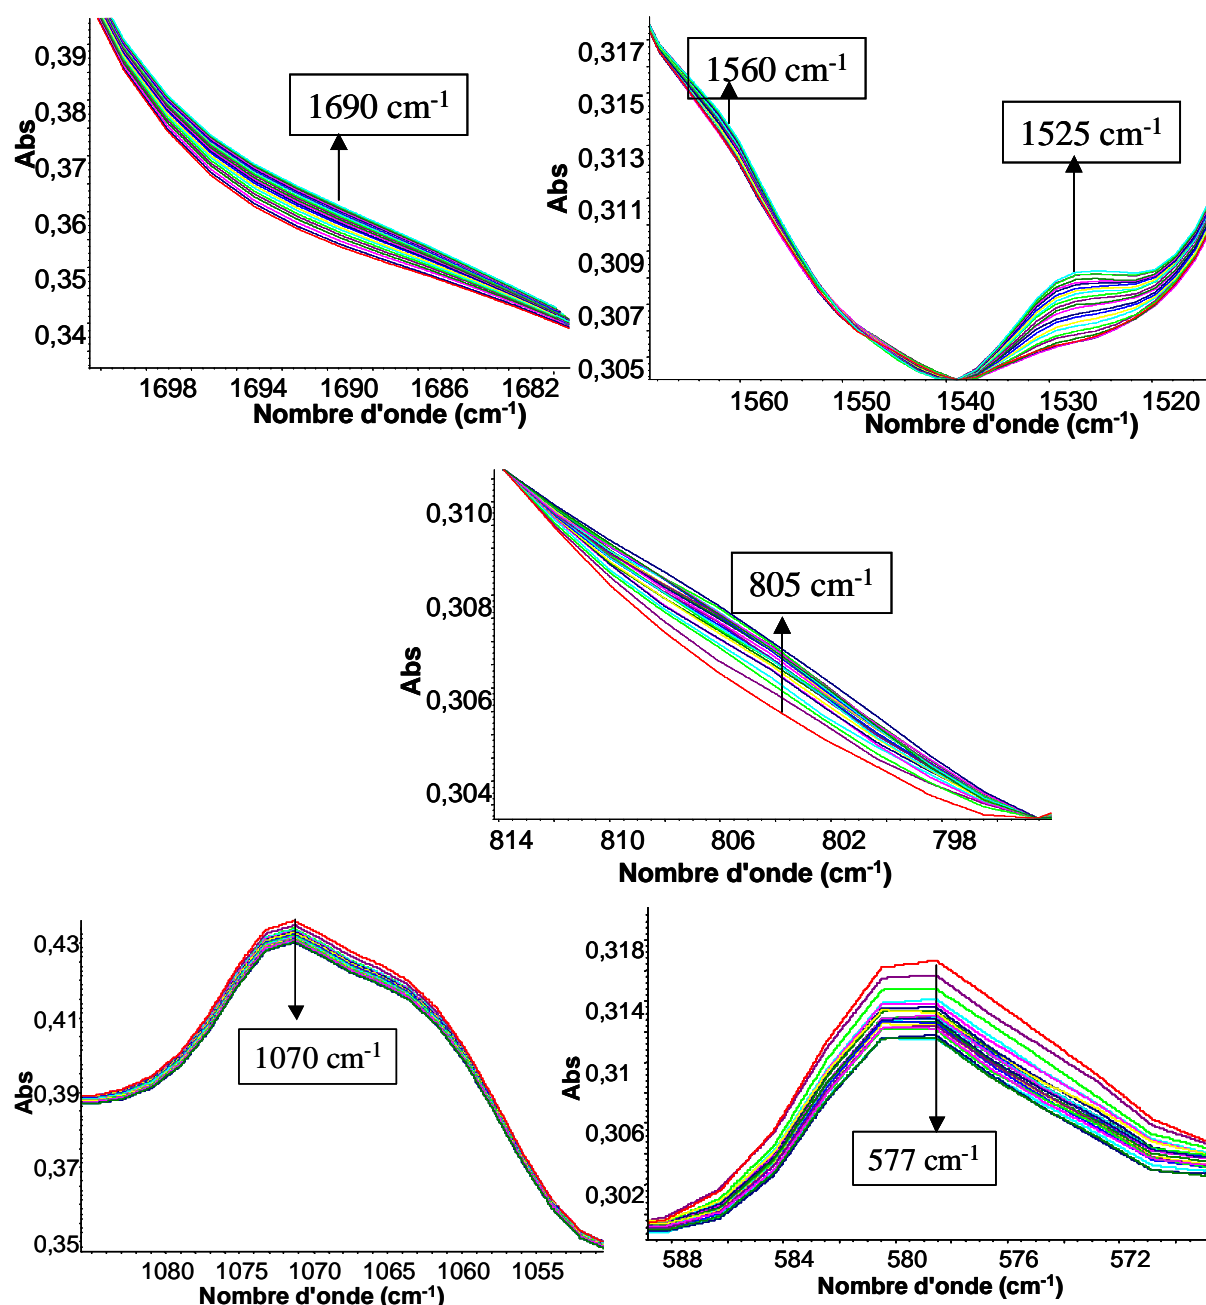 0,39
0,38
0,37
0,36
0,35
0,34
Abs
1690 cm-1
1698 1694 1690 1686 1682
Nombre d'onde (cm-1)
0,317
0,315
0,313
0,311
0,309
0,307
0,305
Abs
1560 cm-1
1525 cm-1
1560 1550 1540 1530 1520
Nombre d'onde (cm-1)
0,310
0,308
0,306
0,304
Abs
805 cm-1
814 810 806 802 798
Nombre d'onde (cm-1)
0,43
0,41
0,39
0,37
0,35
Abs
1070 cm-1
1080 1075 1070 1065 1060 1055
Nombre d'onde (cm-1)
0,318
0,314
0,31
0,306
0,302
Abs
577 cm-1
588 584 580 576 572
Nombre d'onde (cm-1)